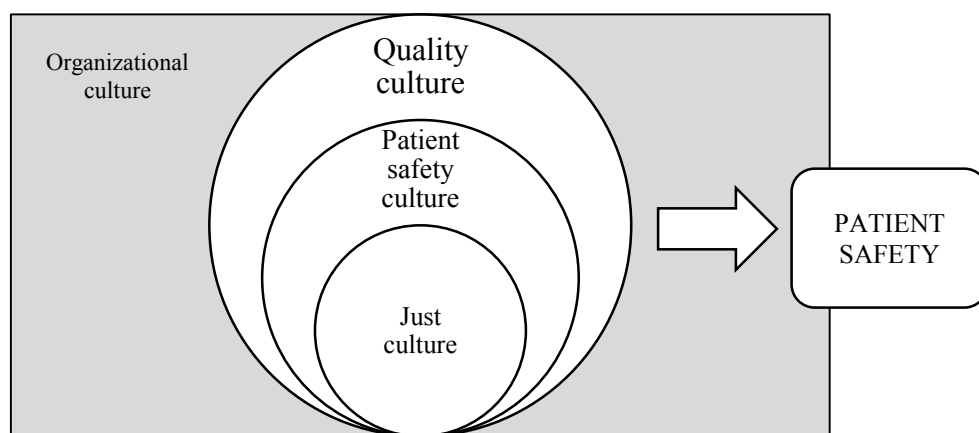 Organizational
culture
Quality
culture
Patient
safety
culture
Just
culture
PATIENT
SAFETY